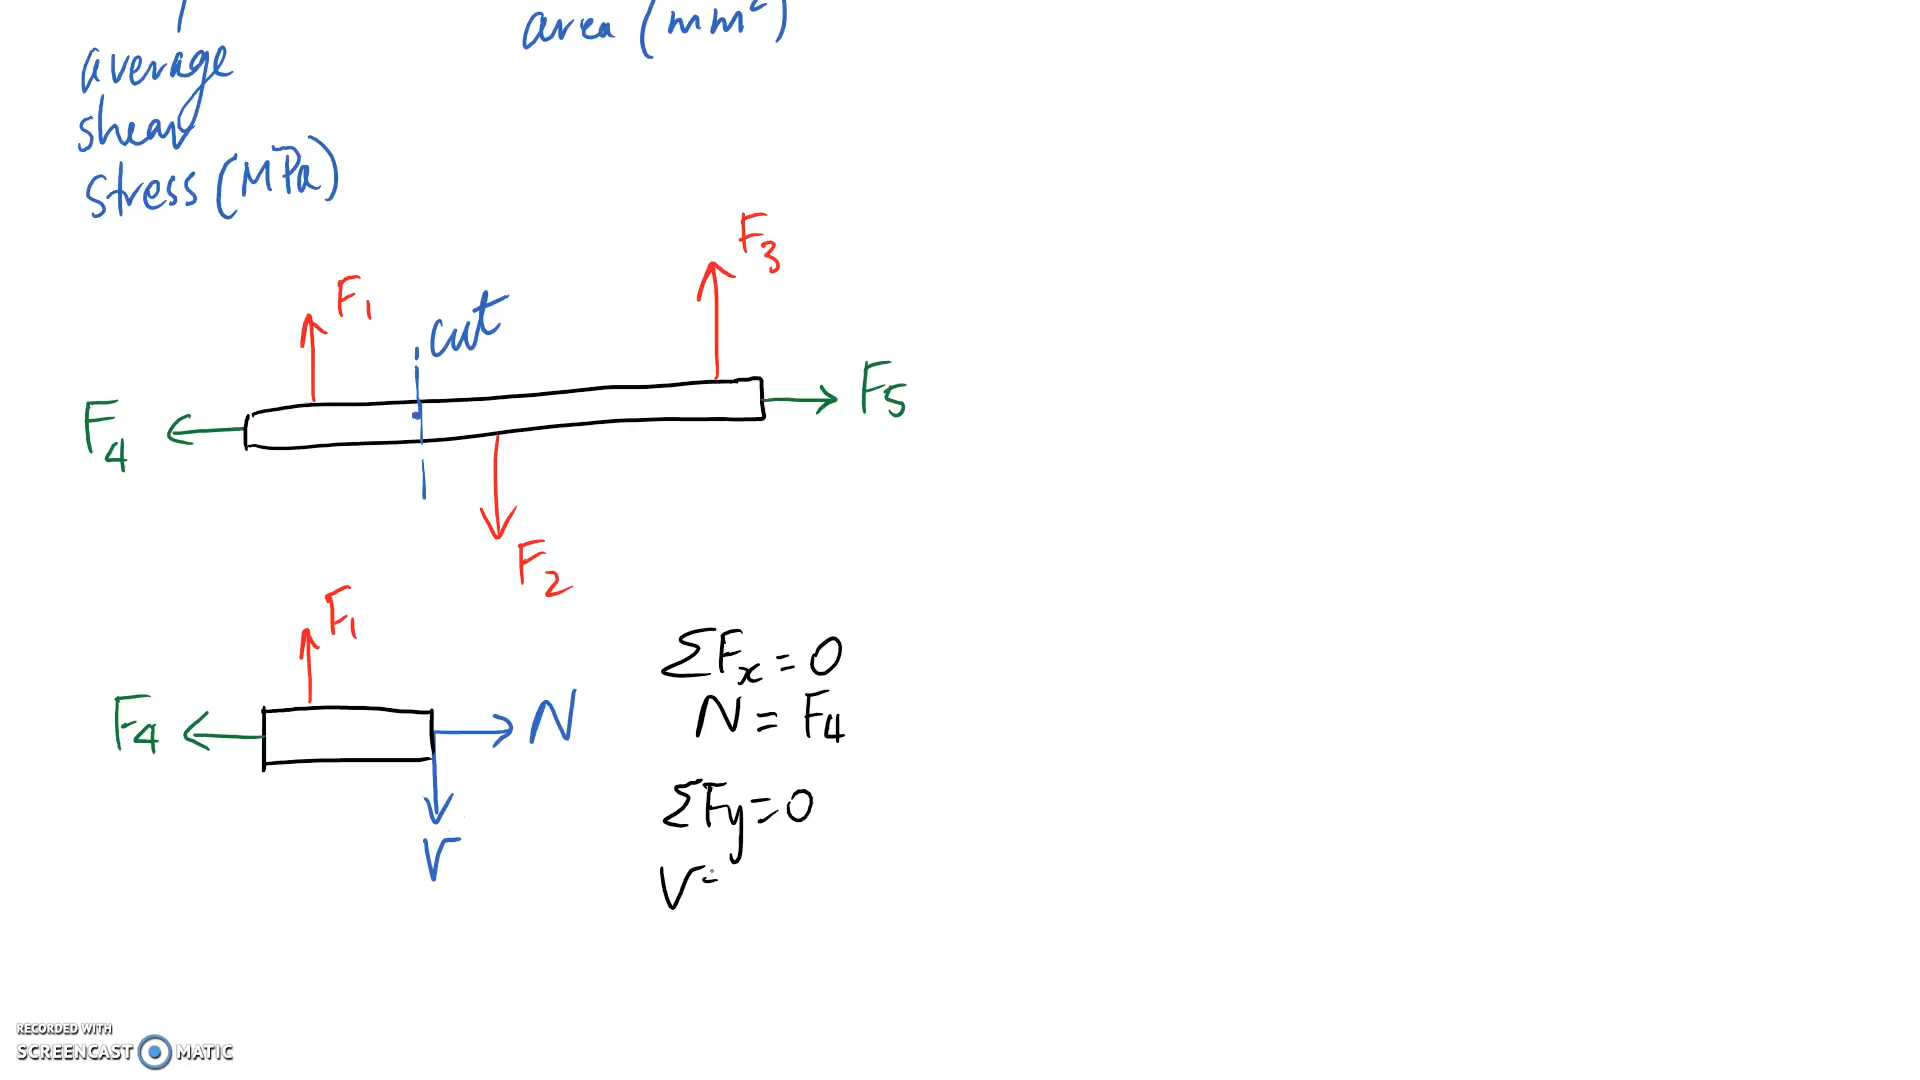 area (mm²)
average
shear
stress (MPa)
F₃
F₁
cut
F₅
F₄
F₂
F₁
ΣFx = 0
F₄
N
N = F₄
ΣFy = 0
V
V =
RECORDED WITH
SCREENCAST MATIC